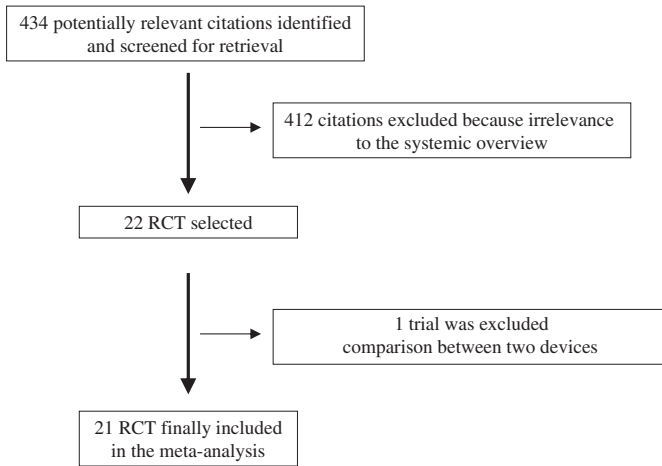 434 potentially relevant citations identified
and screened for retrieval
412 citations excluded because irrelevance
to the systemic overview
22 RCT selected
1 trial was excluded
comparison between two devices
21 RCT finally included
in the meta-analysis